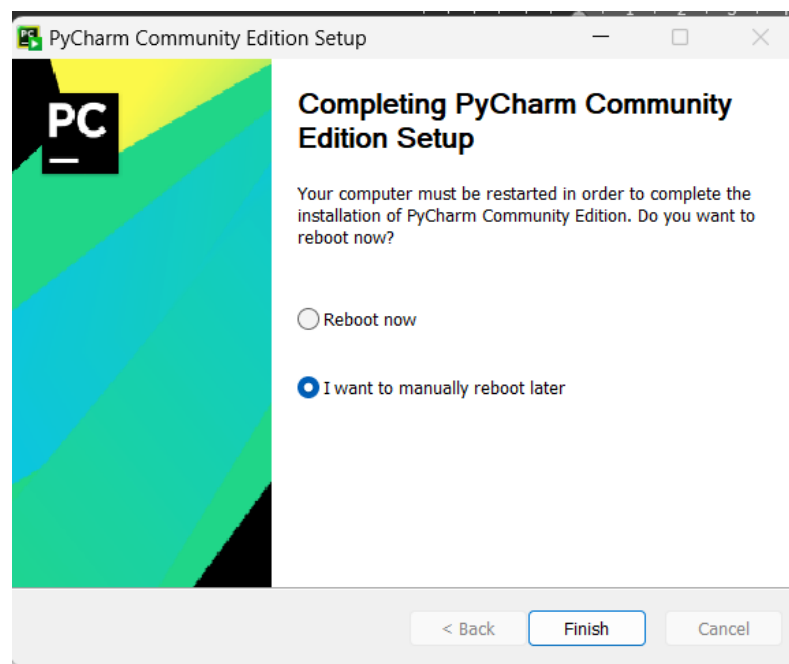 PyCharm Community Edition Setup
PC
Completing PyCharm Community
Edition Setup
Your computer must be restarted in order to complete the
installation of PyCharm Community Edition. Do you want to
reboot now?
Reboot now
I want to manually reboot later
< Back
Finish
Cancel